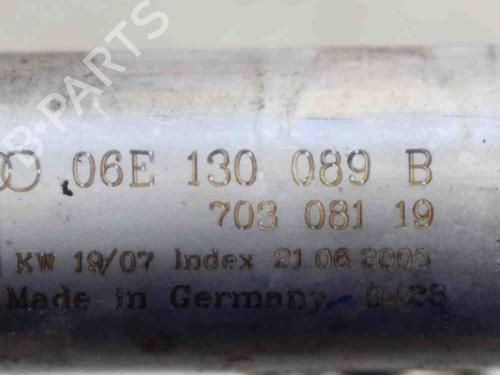 B-PARTS
06E 130 089 B
703 081 19
KW 19/07 Index 21.06.2005
Made in Germany 0428